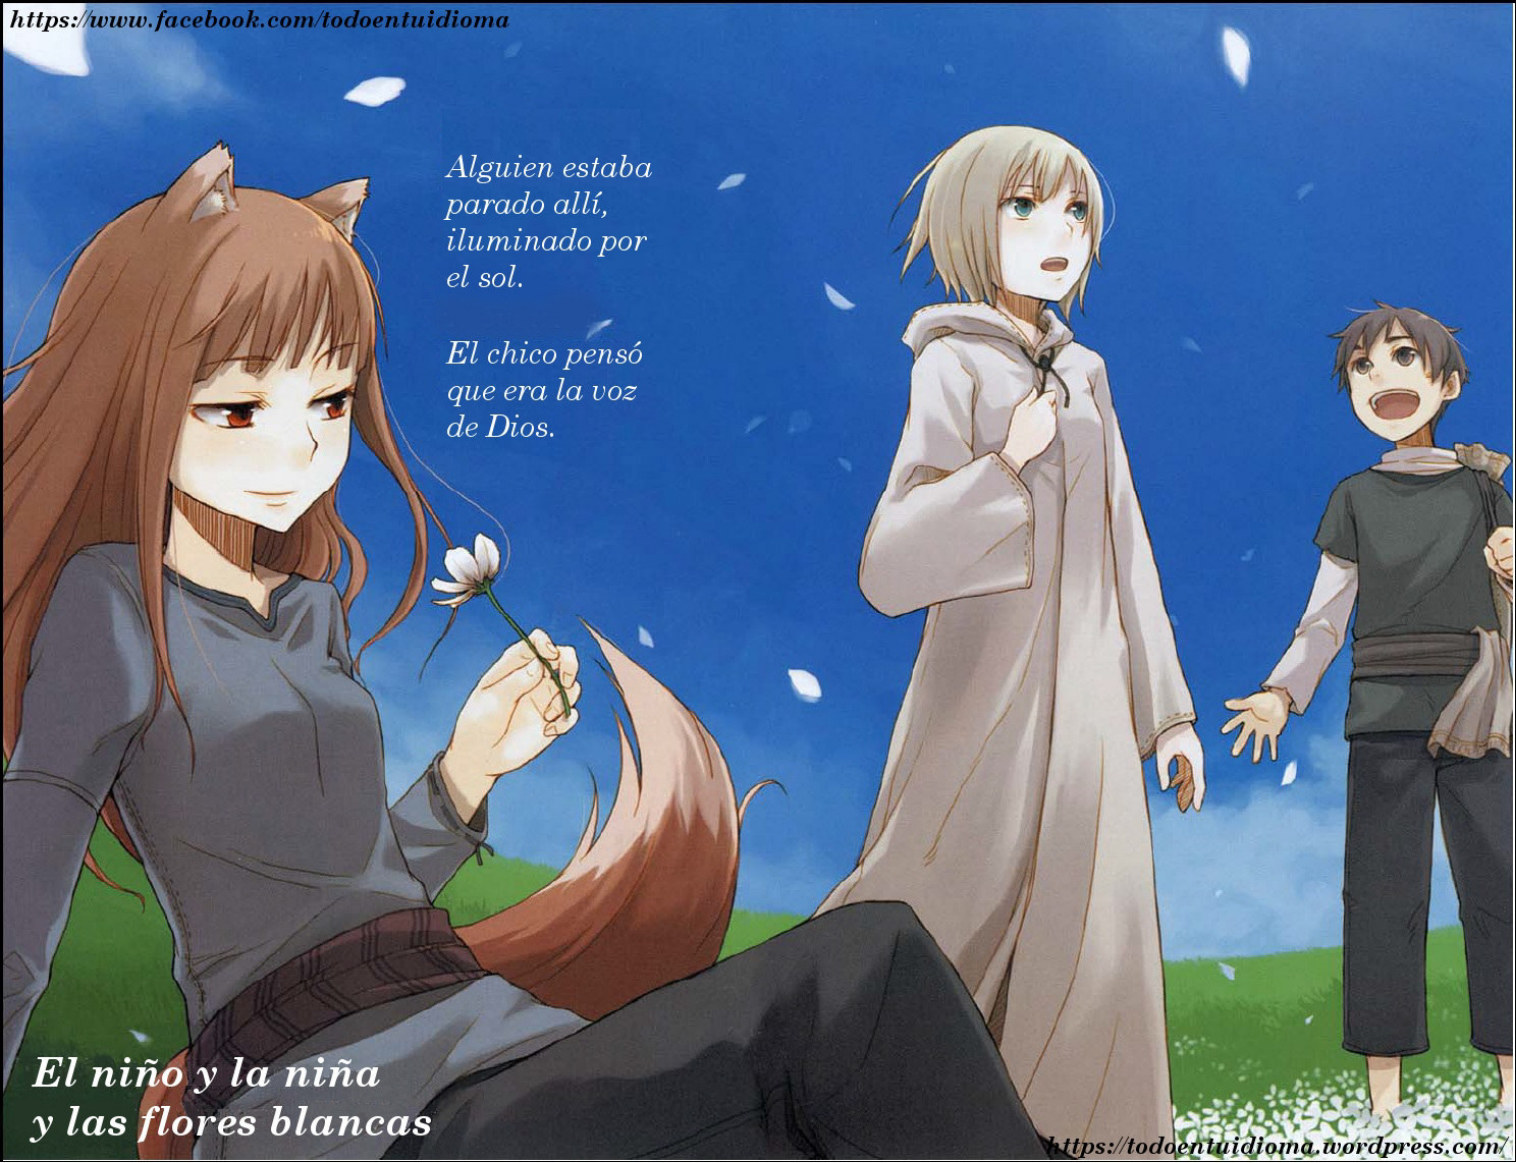 https://www.facebook.com/todoentuidioma
Alguien estaba
parado allí,
iluminado por
el sol.
El chico pensó
que era la voz
de Dios.
El niño y la niña
y las flores blancas
https://todoentuidioma.wordpress.com/